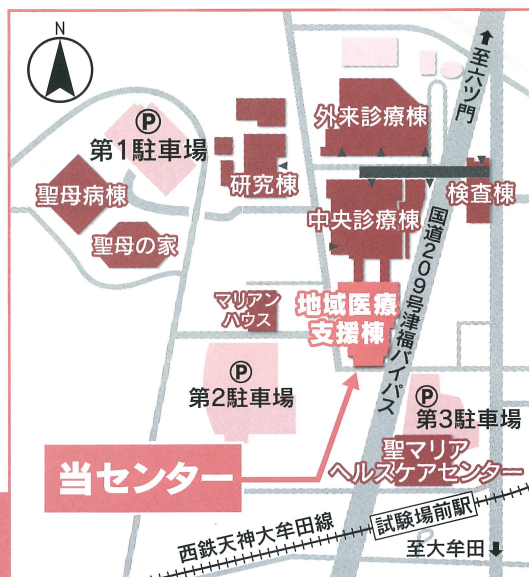 N
至六ツ門
外来診療棟
P
第1駐車場
研究棟
検査棟
聖母病棟
中央診療棟
国道209号津福バイパス
聖母の家
マリアン
ハウス
地域医療
支援棟
P
第2駐車場
P
第3駐車場
聖マリア
ヘルスケアセンター
当センター
西鉄天神大牟田線
試験場前駅
至大牟田